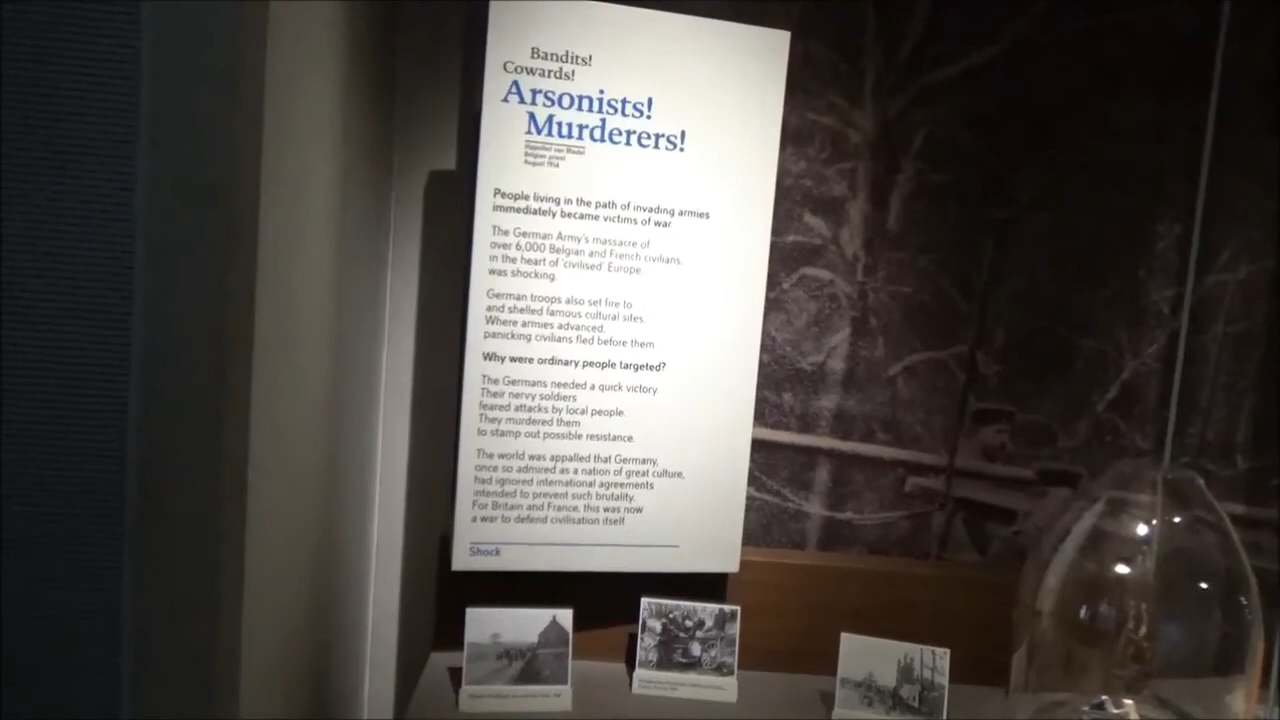 Bandits!
Cowards!
Arsonists!
Murderers!
Belgian priest
August 1914
People living in the path of invading armies
immediately became victims of war.
The German Army's massacre of
over 6,000 Belgian and French civilians,
in the heart of 'civilised' Europe,
was shocking.
German troops also set fire to
and shelled famous cultural sites.
Where armies advanced,
panicking civilians fled before them
Why were ordinary people targeted?
The Germans needed a quick victory.
Their nervy soldiers
feared attacks by local people.
They murdered them
to stamp out possible resistance.
The world was appalled that Germany,
once so admired as a nation of great culture,
had ignored international agreements
intended to prevent such brutality.
For Britain and France, this was now
a war to defend civilisation itself
Shock